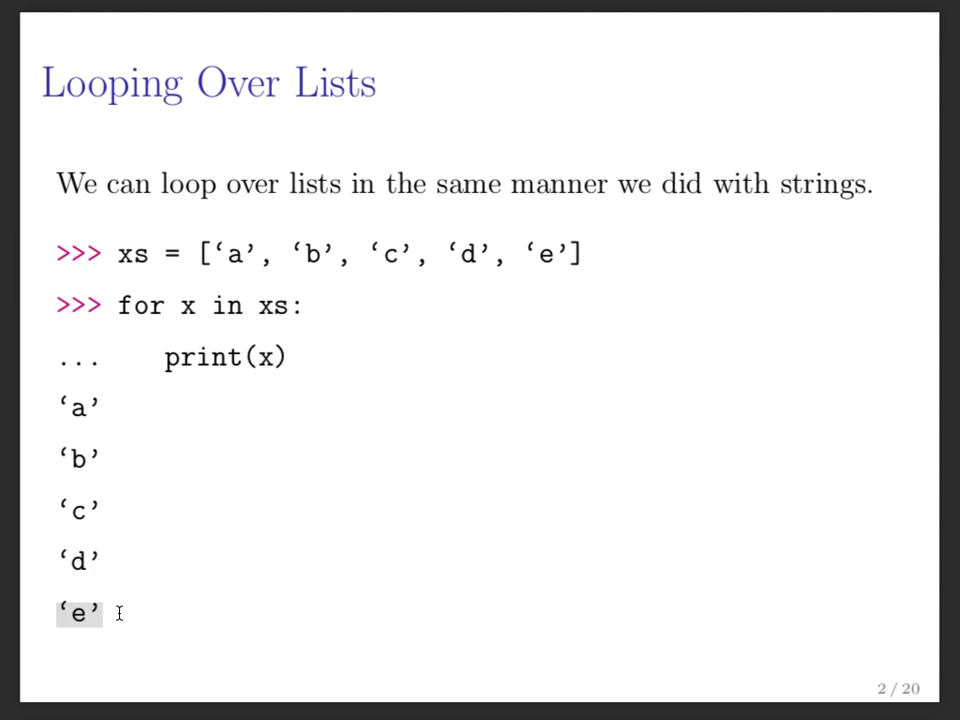 Looping Over Lists
We can loop over lists in the same manner we did with strings.
>>> xs = [‘a’, ‘b’, ‘c’, ‘d’, ‘e’]
>>> for x in xs:
... print(x)
‘a’
‘b’
‘c’
‘d’
‘e’
2 / 20